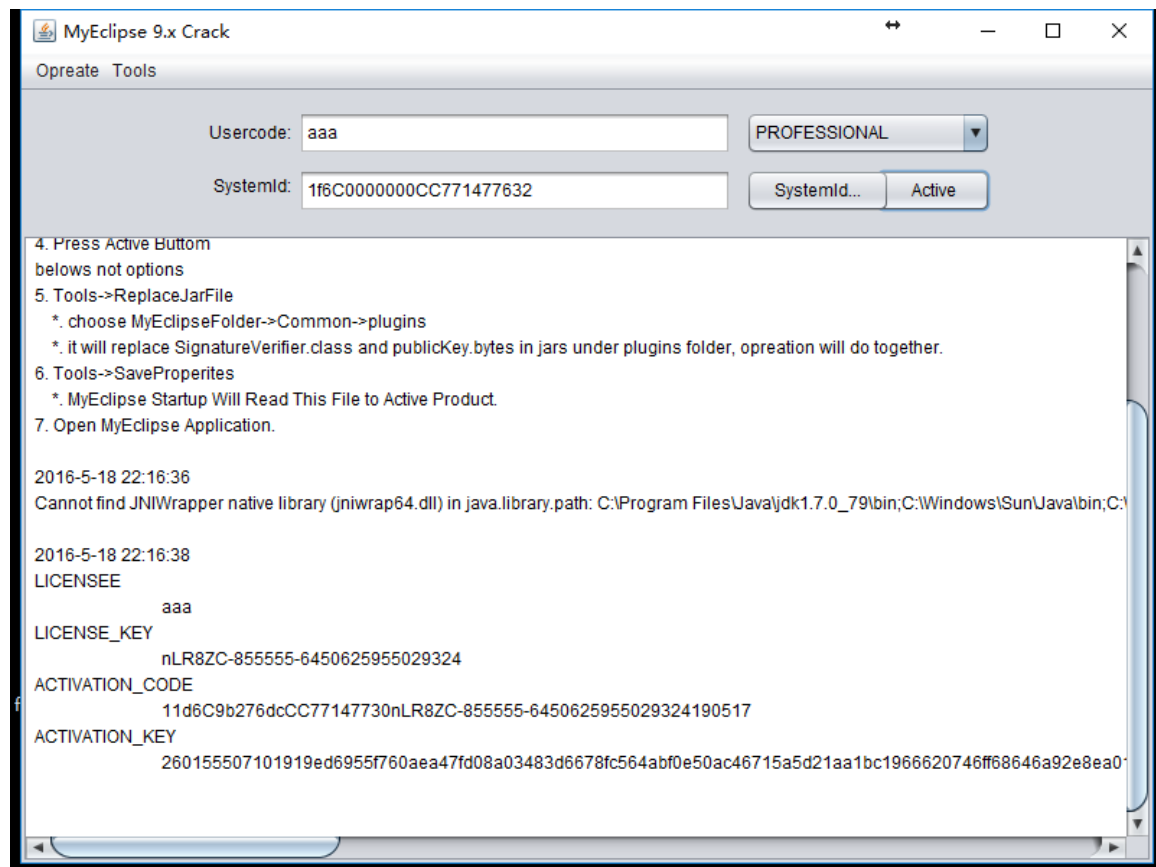 MyEclipse 9.x Crack
Opreate Tools
Usercode: aaa PROFESSIONAL
SystemId: 1f6C0000000CC771477632 SystemId... Active
4. Press Active Buttom
belows not options
5. Tools->ReplaceJarFile
*. choose MyEclipseFolder->Common->plugins
*. it will replace SignatureVerifier.class and publicKey.bytes in jars under plugins folder, opreation will do together.
6. Tools->SaveProperites
*. MyEclipse Startup Will Read This File to Active Product.
7. Open MyEclipse Application.
2016-5-18 22:16:36
Cannot find JNIWrapper native library (jniwrap64.dll) in java.library.path: C:\Program Files\Java\jdk1.7.0_79\bin;C:\Windows\Sun\Java\bin;C:\
2016-5-18 22:16:38
LICENSEE
aaa
LICENSE_KEY
nLR8ZC-855555-6450625955029324
ACTIVATION_CODE
11d6C9b276dcCC77147730nLR8ZC-855555-6450625955029324190517
ACTIVATION_KEY
260155507101919ed6955f760aea47fd08a03483d6678fc564abf0e50ac46715a5d21aa1bc1966620746ff68646a92e8ea01